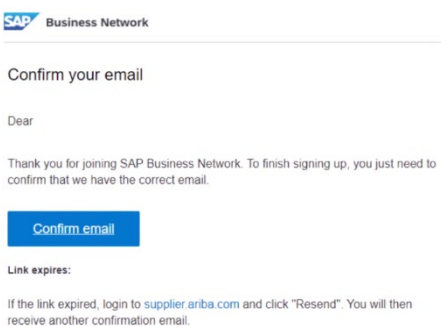 SAP Business Network
Confirm your email
Dear
Thank you for joining SAP Business Network. To finish signing up, you just need to
confirm that we have the correct email.
Confirm email
Link expires:
If the link expired, login to supplier.ariba.com and click "Resend". You will then
receive another confirmation email.